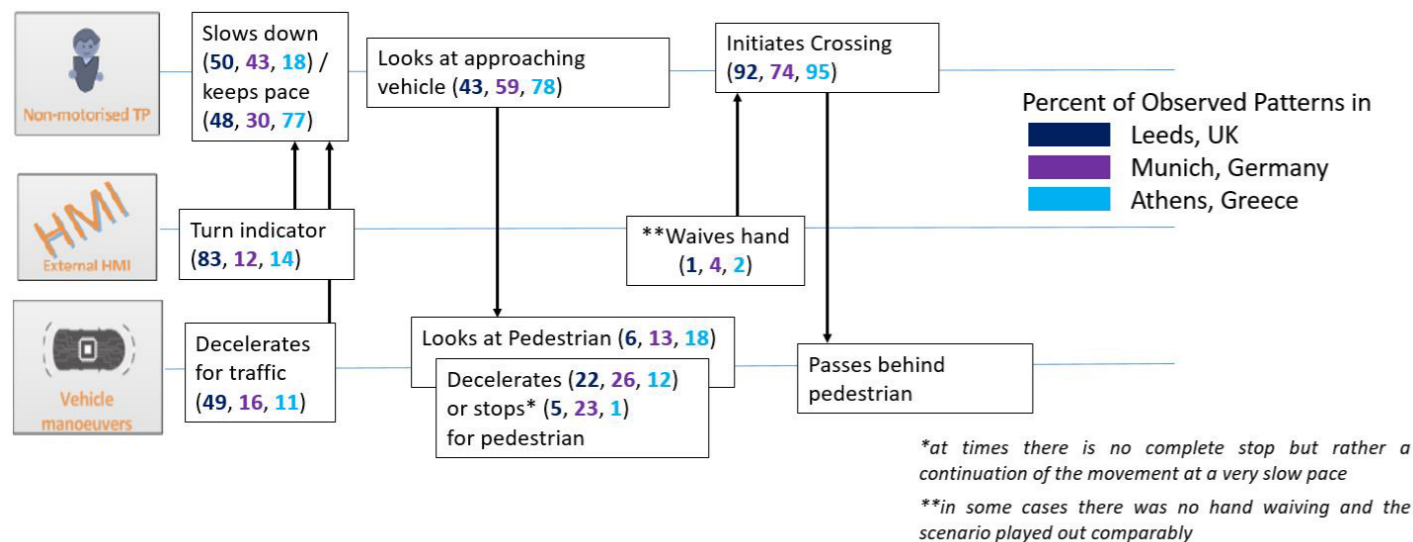 Non-motorised TP
Slows down
(50, 43, 18) /
keeps pace
(48, 30, 77)
Looks at approaching
vehicle (43, 59, 78)
Initiates Crossing
(92, 74, 95)
Percent of Observed Patterns in
Leeds, UK
Munich, Germany
Athens, Greece
HMI
External HMI
Turn indicator
(83, 12, 14)
**Waives hand
(1, 4, 2)
Vehicle
manoeuvers
Decelerates
for traffic
(49, 16, 11)
Looks at Pedestrian (6, 13, 18)
Decelerates (22, 26, 12)
or stops* (5, 23, 1)
for pedestrian
Passes behind
pedestrian
*at times there is no complete stop but rather a
continuation of the movement at a very slow pace
**in some cases there was no hand waiving and the
scenario played out comparably